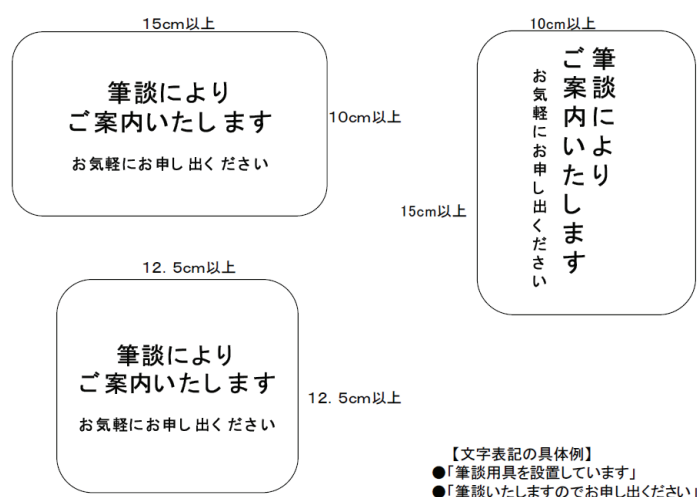 15cm以上
筆談により
ご案内いたします
お気軽にお申し出ください
10cm以上
10cm以上
筆談により
ご案内いたします
お気軽にお申し出ください
15cm以上
12．5cm以上
筆談により
ご案内いたします
お気軽にお申し出ください
12．5cm以上
【文字表記の具体例】
●「筆談用具を設置しています」
●「筆談いたしますのでお申し出ください」